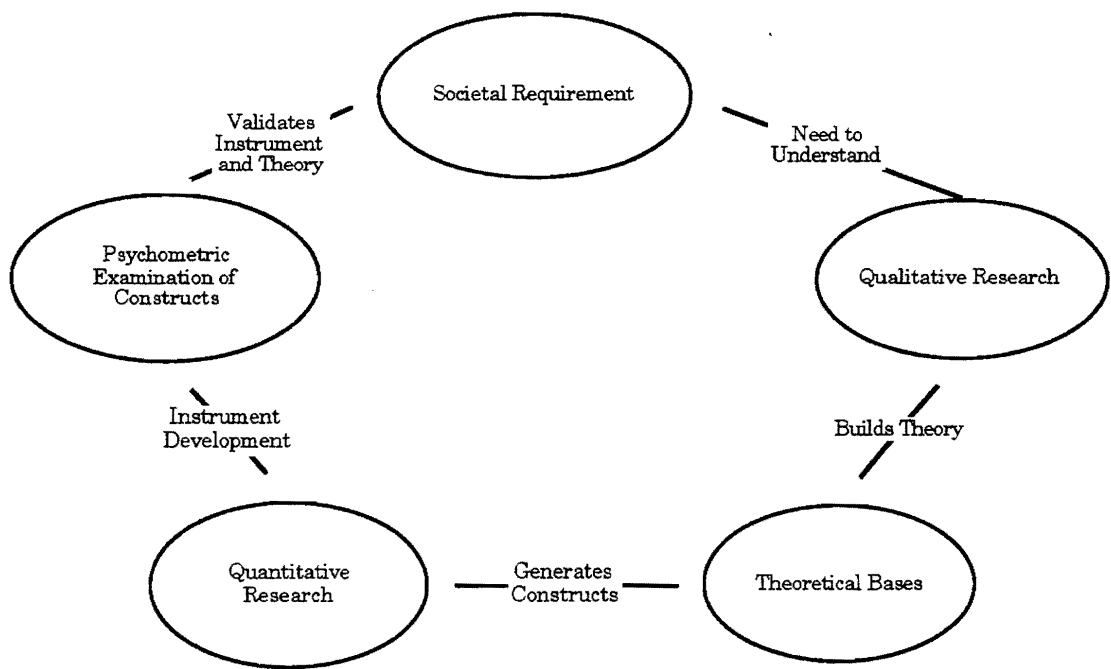 Societal Requirement
Validates
Instrument
and Theory
Need to
Understand
Psychometric
Examination of
Constructs
Qualitative Research
Instrument
Development
Builds Theory
Quantitative
Research
Generates
Constructs
Theoretical Bases